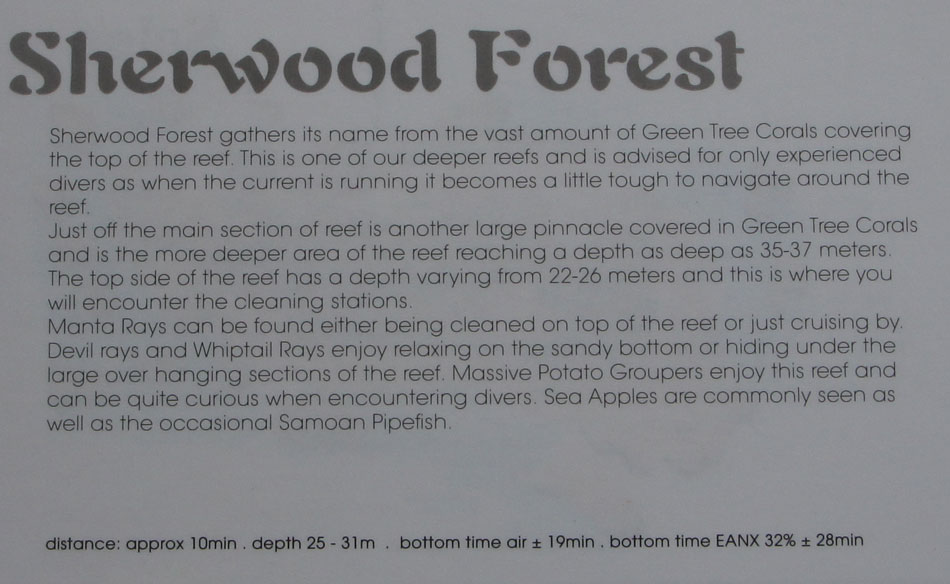 Sherwood Forest
Sherwood Forest gathers its name from the vast amount of Green Tree Corals covering
the top of the reef. This is one of our deeper reefs and is advised for only experienced
divers as when the current is running it becomes a little tough to navigate around the
reef.
Just off the main section of reef is another large pinnacle covered in Green Tree Corals
and is the more deeper area of the reef reaching a depth as deep as 35-37 meters.
The top side of the reef has a depth varying from 22-26 meters and this is where you
will encounter the cleaning stations.
Manta Rays can be found either being cleaned on top of the reef or just cruising by.
Devil rays and Whiptail Rays enjoy relaxing on the sandy bottom or hiding under the
large over hanging sections of the reef. Massive Potato Groupers enjoy this reef and
can be quite curious when encountering divers. Sea Apples are commonly seen as
well as the occasional Samoan Pipefish.
distance: approx 10min . depth 25 - 31m . bottom time air ± 19min . bottom time EANX 32% ± 28min